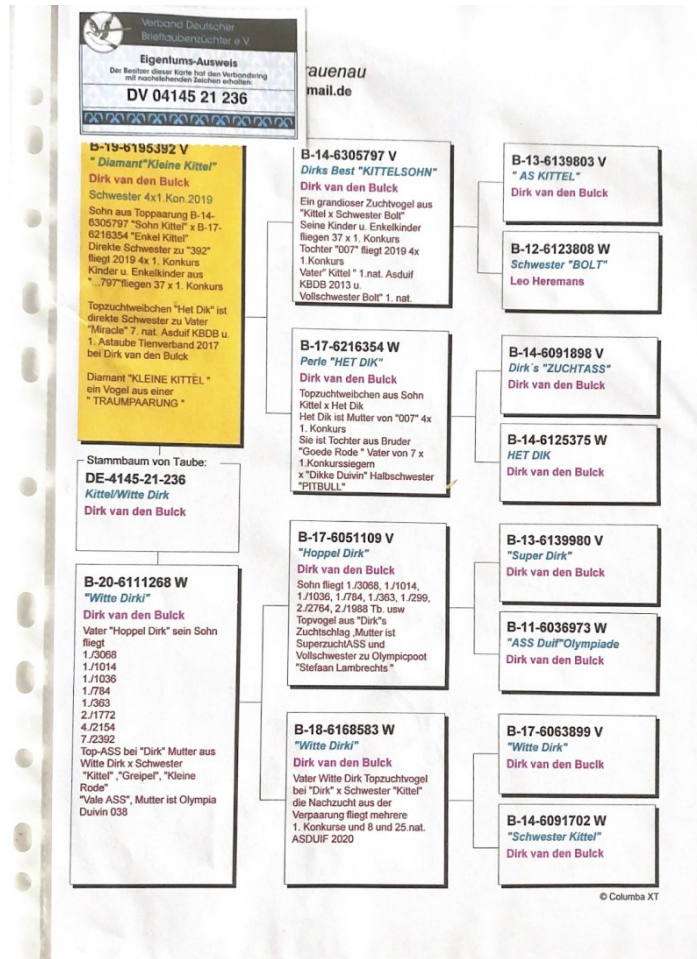 Verband Deutscher
Brieftaubenzüchter e.V.
Eigentums-Ausweis
Der Besitzer dieser Karte hat den Verbandsring
mit nachstehenden Zeichen erhalten:
DV 04145 21 236
rauenau
mail.de
B-19-6195392 V
" Diamant"Kleine Kittel"
Dirk van den Bulck
Schwester 4x1.Kon.2019
Sohn aus Toppaarung B-14-
6305797 "Sohn Kittel" x B-17-
6216354 "Enkel Kittel"
Direkte Schwester zu "392"
fliegt 2019 4x 1. Konkurs
Kinder u. Enkelkinder aus
"...797"fliegen 37 x 1. Konkurs
Topzuchtweibchen "Het Dik" ist
direkte Schwester zu Vater
"Miracle" 7. nat. Asduif KBDB u.
1. Astaube Tienverband 2017
bei Dirk van den Bulck
Diamant "KLEINE KITTEL "
ein Vogel aus einer
" TRAUMPAARUNG "
Stammbaum von Taube:
DE-4145-21-236
Kittel/Witte Dirk
Dirk van den Bulck
B-20-6111268 W
"Witte Dirki"
Dirk van den Bulck
Vater "Hoppel Dirk" sein Sohn
fliegt
1./3068
1./1014
1./1036
1./784
1./363
2./1772
4./2154
7./2392
Top-ASS bei "Dirk" Mutter aus
Witte Dirk x Schwester
"Kittel" ,"Greipel", "Kleine
Rode"
"Vale ASS", Mutter ist Olympia
Duivin 038
B-14-6305797 V
Dirks Best "KITTELSOHN"
Dirk van den Bulck
Ein grandioser Zuchtvogel aus
"Kittel x Schwester Bolt"
Seine Kinder u. Enkelkinder
fliegen 37 x 1. Konkurs
Tochter "007" fliegt 2019 4x
1.Konkurs
Vater" Kittel " 1.nat. Asduif
KBDB 2013 u.
Vollschwester Bolt" 1. nat.
B-17-6216354 W
Perle "HET DIK"
Dirk van den Bulck
Topzuchtweibchen aus Sohn
Kittel x Het Dik
Het Dik ist Mutter von "007" 4x
1. Konkurs
Sie ist Tochter aus Bruder
"Goede Rode " Vater von 7 x
1.Konkurssiegern
x "Dikke Duivin" Halbschwester
"PITBULL"
B-17-6051109 V
"Hoppel Dirk"
Dirk van den Bulck
Sohn fliegt 1./3068, 1./1014,
1./1036, 1./784, 1./363, 1./299,
2./2764, 2./1988 Tb. usw
Topvogel aus "Dirk"s
Zuchtschlag ,Mutter ist
SuperzuchtASS und
Vollschwester zu Olympicpoot
"Stefaan Lambrechts "
B-18-6168583 W
"Witte Dirki"
Dirk van den Bulck
Vater Witte Dirk Topzuchtvogel
bei "Dirk" x Schwester "Kittel"
die Nachzucht aus der
Verpaarung fliegt mehrere
1. Konkurse und 8 und 25.nat.
ASDUIF 2020
B-13-6139803 V
" AS KITTEL"
Dirk van den Bulck
B-12-6123808 W
Schwester "BOLT"
Leo Heremans
B-14-6091898 V
Dirk´s "ZUCHTASS"
Dirk van den Bulck
B-14-6125375 W
HET DIK
Dirk van den Bulck
B-13-6139980 V
"Super Dirk"
Dirk van den Bulck
B-11-6036973 W
"ASS Duif"Olympiade
Dirk van den Bulck
B-17-6063899 V
"Witte Dirk"
Dirk van den Buclk
B-14-6091702 W
"Schwester Kittel"
Dirk van den Bulck
© Columba XT